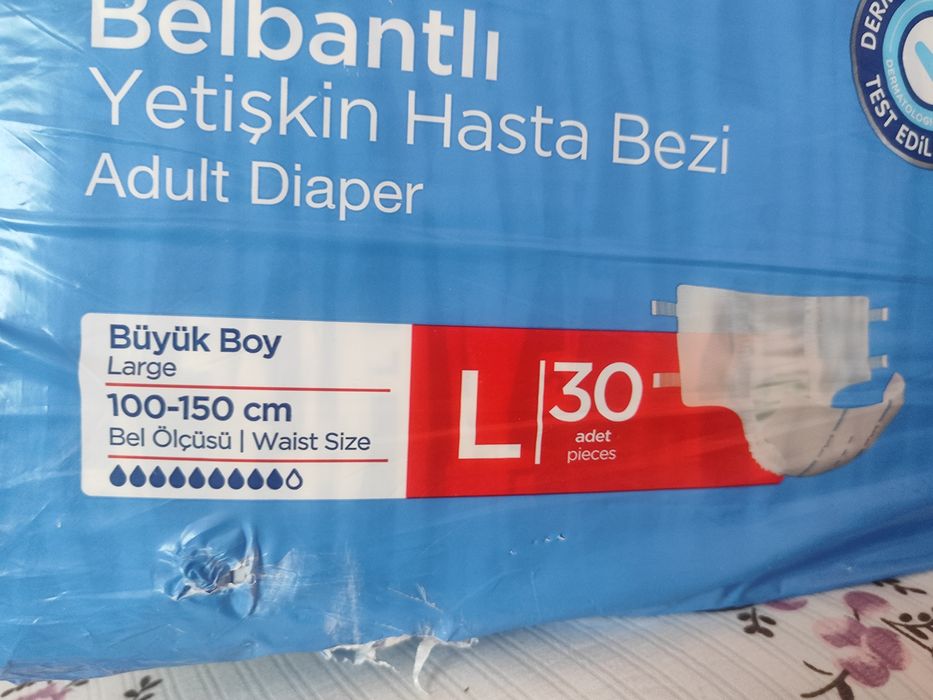 Belbantlı
Yetişkin Hasta Bezi
Adult Diaper
TEST EDİL
Büyük Boy
Large
100-150 cm
Bel Ölçüsü | Waist Size
L
30
adet
pieces